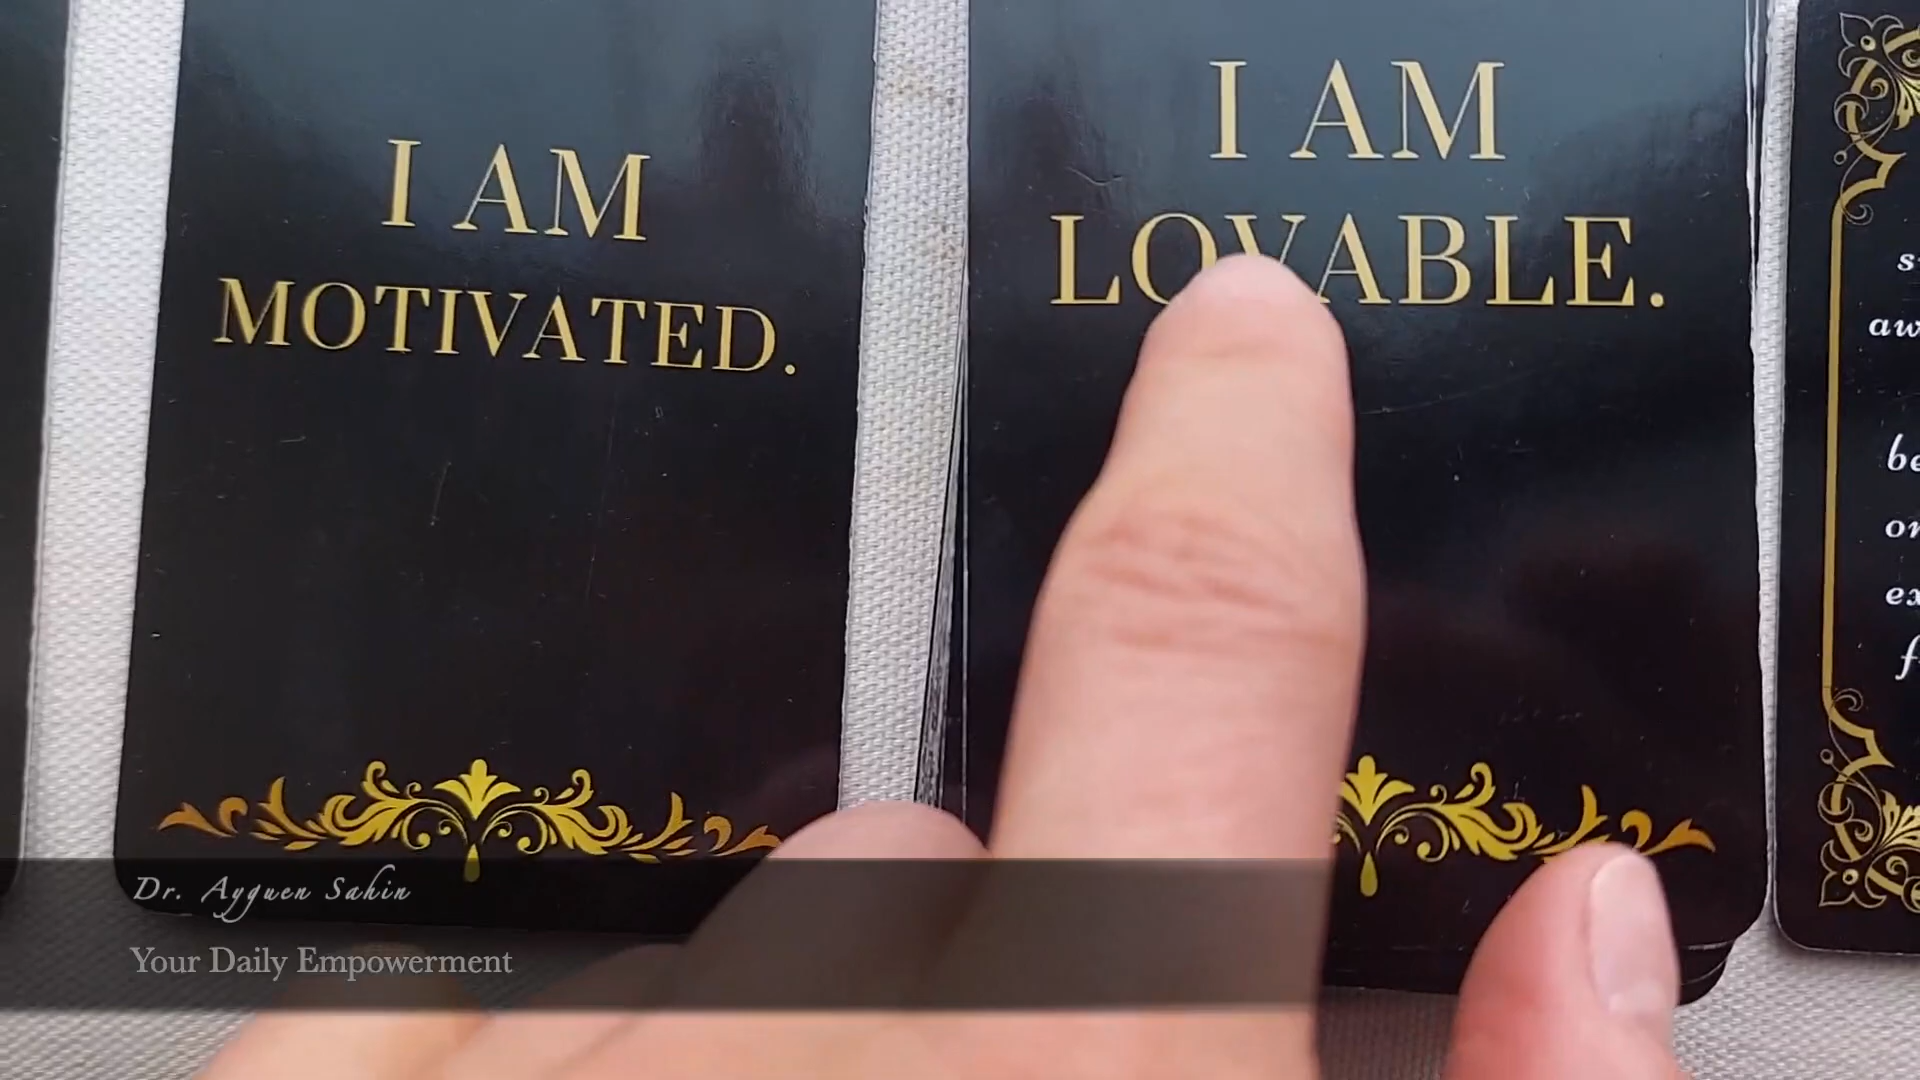 I AM
MOTIVATED.
I AM
LOVABLE.
Dr. Ayguen Sahin
Your Daily Empowerment